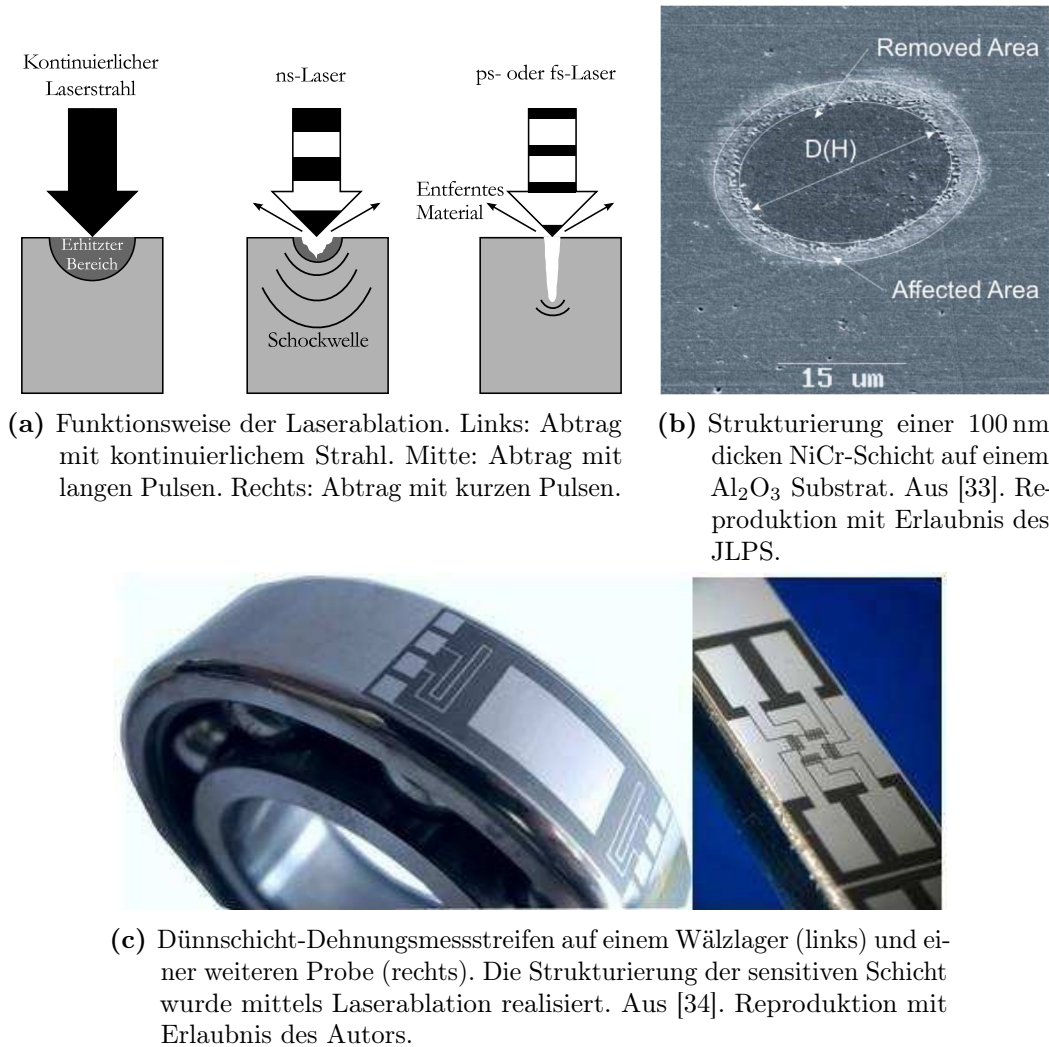 Kontinuierlicher
Laserstrahl
Erhitzter
Bereich
ns-Laser
Schockwelle
ps- oder fs-Laser
Entferntes
Material
Removed Area
D(H)
Affected Area
15 um
(a) Funktionsweise der Laserablation. Links: Abtrag
mit kontinuierlichem Strahl. Mitte: Abtrag mit
langen Pulsen. Rechts: Abtrag mit kurzen Pulsen.
(b) Strukturierung einer 100 nm
dicken NiCr-Schicht auf einem
Al₂O₃ Substrat. Aus [33]. Re-
produktion mit Erlaubnis des
JLPS.
(c) Dünnschicht-Dehnungsmessstreifen auf einem Wälzlager (links) und ei-
ner weiteren Probe (rechts). Die Strukturierung der sensitiven Schicht
wurde mittels Laserablation realisiert. Aus [34]. Reproduktion mit
Erlaubnis des Autors.